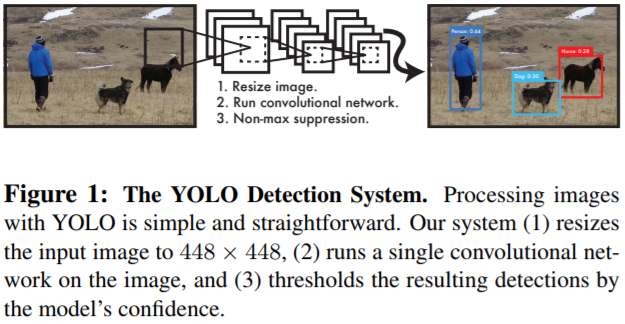 Person: 0.64
Horse: 0.28
Dog: 0.30
1. Resize image.
2. Run convolutional network.
3. Non-max suppression.
Figure 1: The YOLO Detection System. Processing images
with YOLO is simple and straightforward. Our system (1) resizes
the input image to 448 × 448, (2) runs a single convolutional net-
work on the image, and (3) thresholds the resulting detections by
the model's confidence.